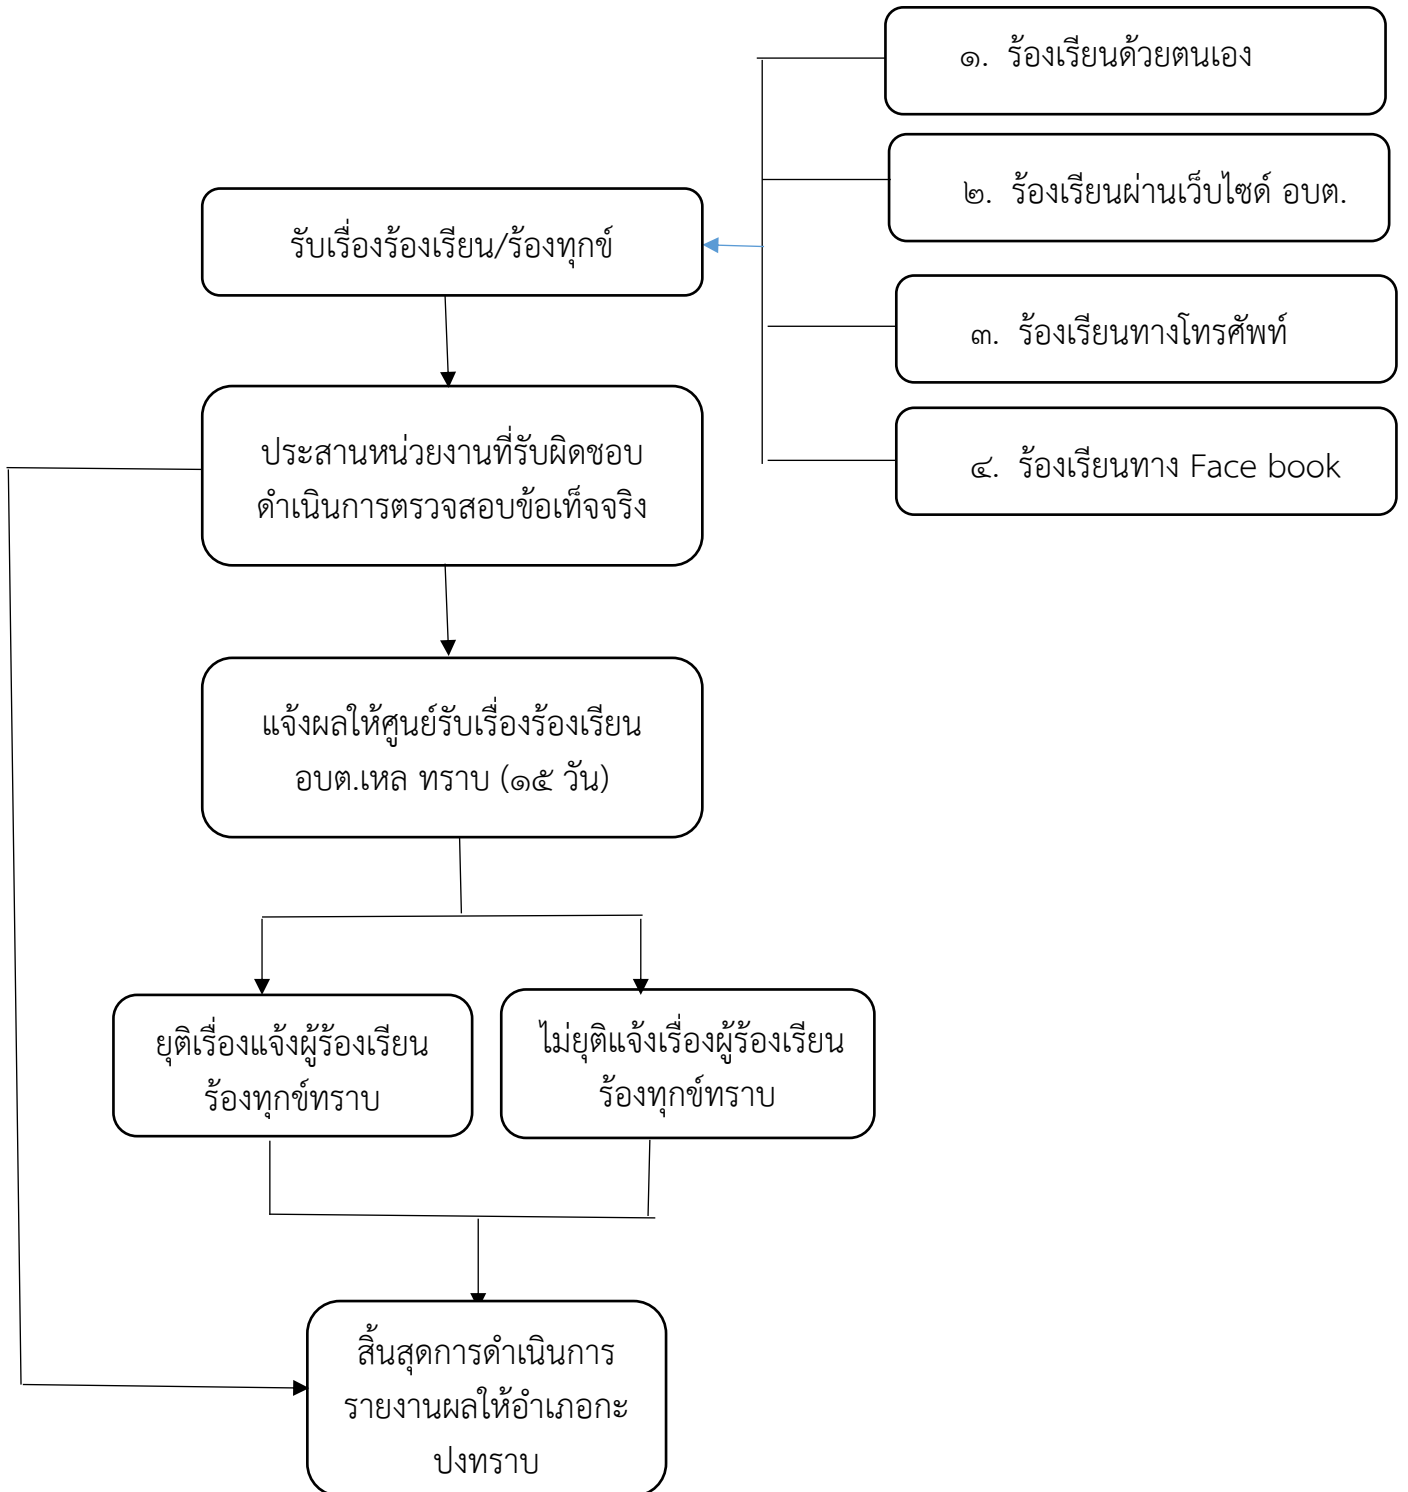 ๑. ร้องเรียนด้วยตนเอง
๒. ร้องเรียนผ่านเว็บไซด์ อบต.
รับเรื่องร้องเรียน/ร้องทุกข์
๓. ร้องเรียนทางโทรศัพท์
๔. ร้องเรียนทาง Face book
ประสานหน่วยงานที่รับผิดชอบ
ดำเนินการตรวจสอบข้อเท็จจริง
แจ้งผลให้ศูนย์รับเรื่องร้องเรียน
อบต.เหล ทราบ (๑๕ วัน)
ยุติเรื่องแจ้งผู้ร้องเรียน
ร้องทุกข์ทราบ
ไม่ยุติแจ้งเรื่องผู้ร้องเรียน
ร้องทุกข์ทราบ
สิ้นสุดการดำเนินการ
รายงานผลให้อำเภอกะ
ปงทราบ